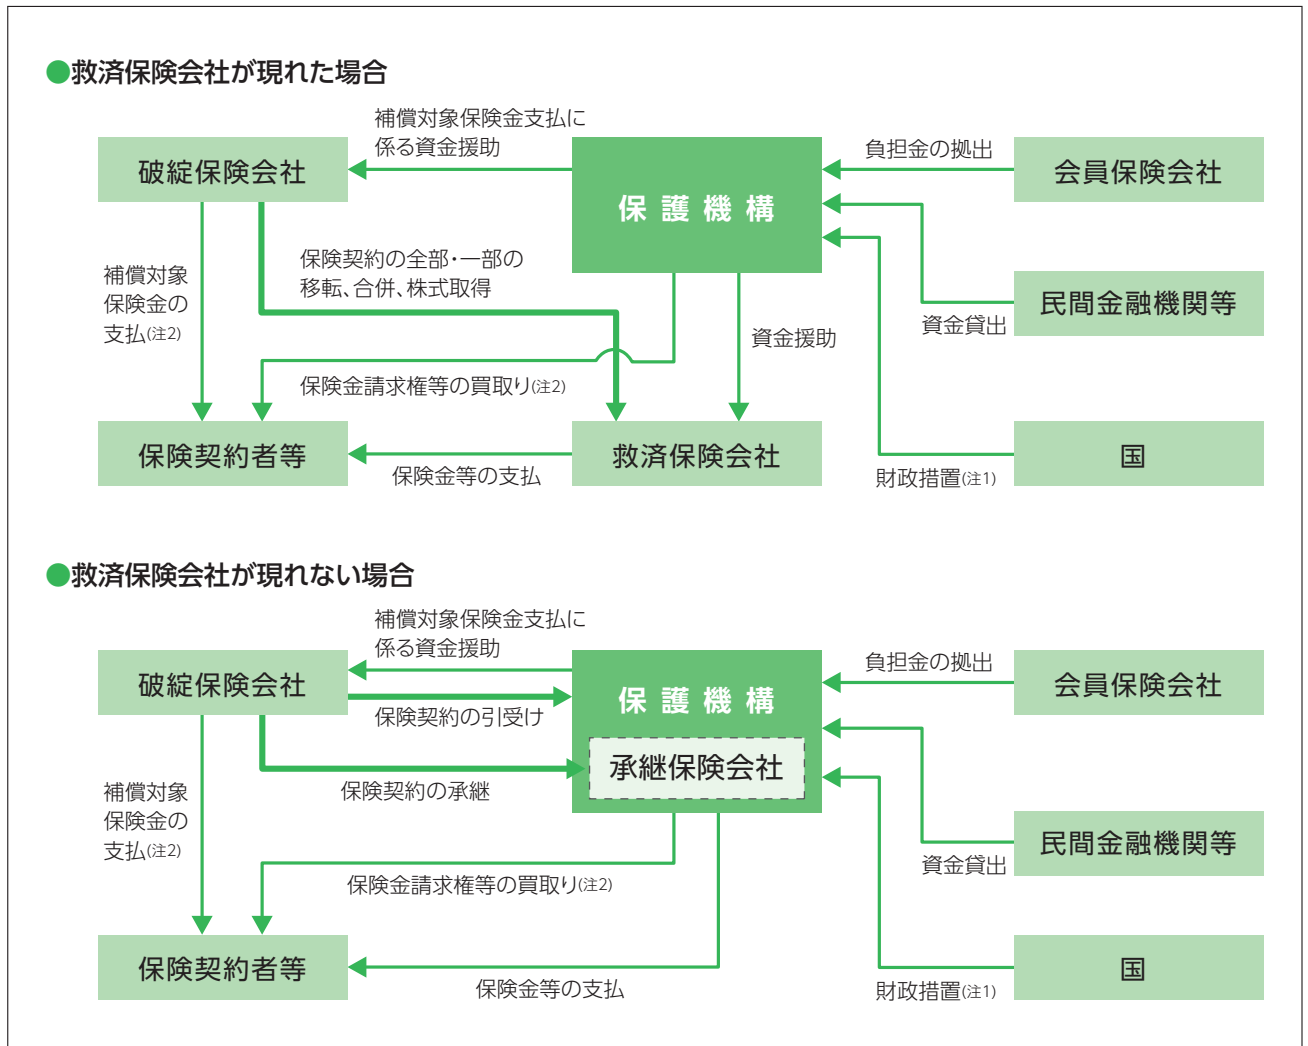 ●救済保険会社が現れた場合
補償対象保険金支払に
係る資金援助
破綻保険会社
保護機構
負担金の拠出
会員保険会社
保険契約の全部・一部の
移転、合併、株式取得
補償対象
保険金の
支払(注2)
民間金融機関等
資金貸出
資金援助
保険金請求権等の買取り(注2)
保険契約者等
保険金等の支払
救済保険会社
財政措置(注1)
国
●救済保険会社が現れない場合
補償対象保険金支払に
係る資金援助
破綻保険会社
保険契約の引受け
保護機構
承継保険会社
負担金の拠出
会員保険会社
保険契約の承継
補償対象
保険金の
支払(注2)
民間金融機関等
資金貸出
保険金請求権等の買取り(注2)
保険契約者等
保険金等の支払
財政措置(注1)
国